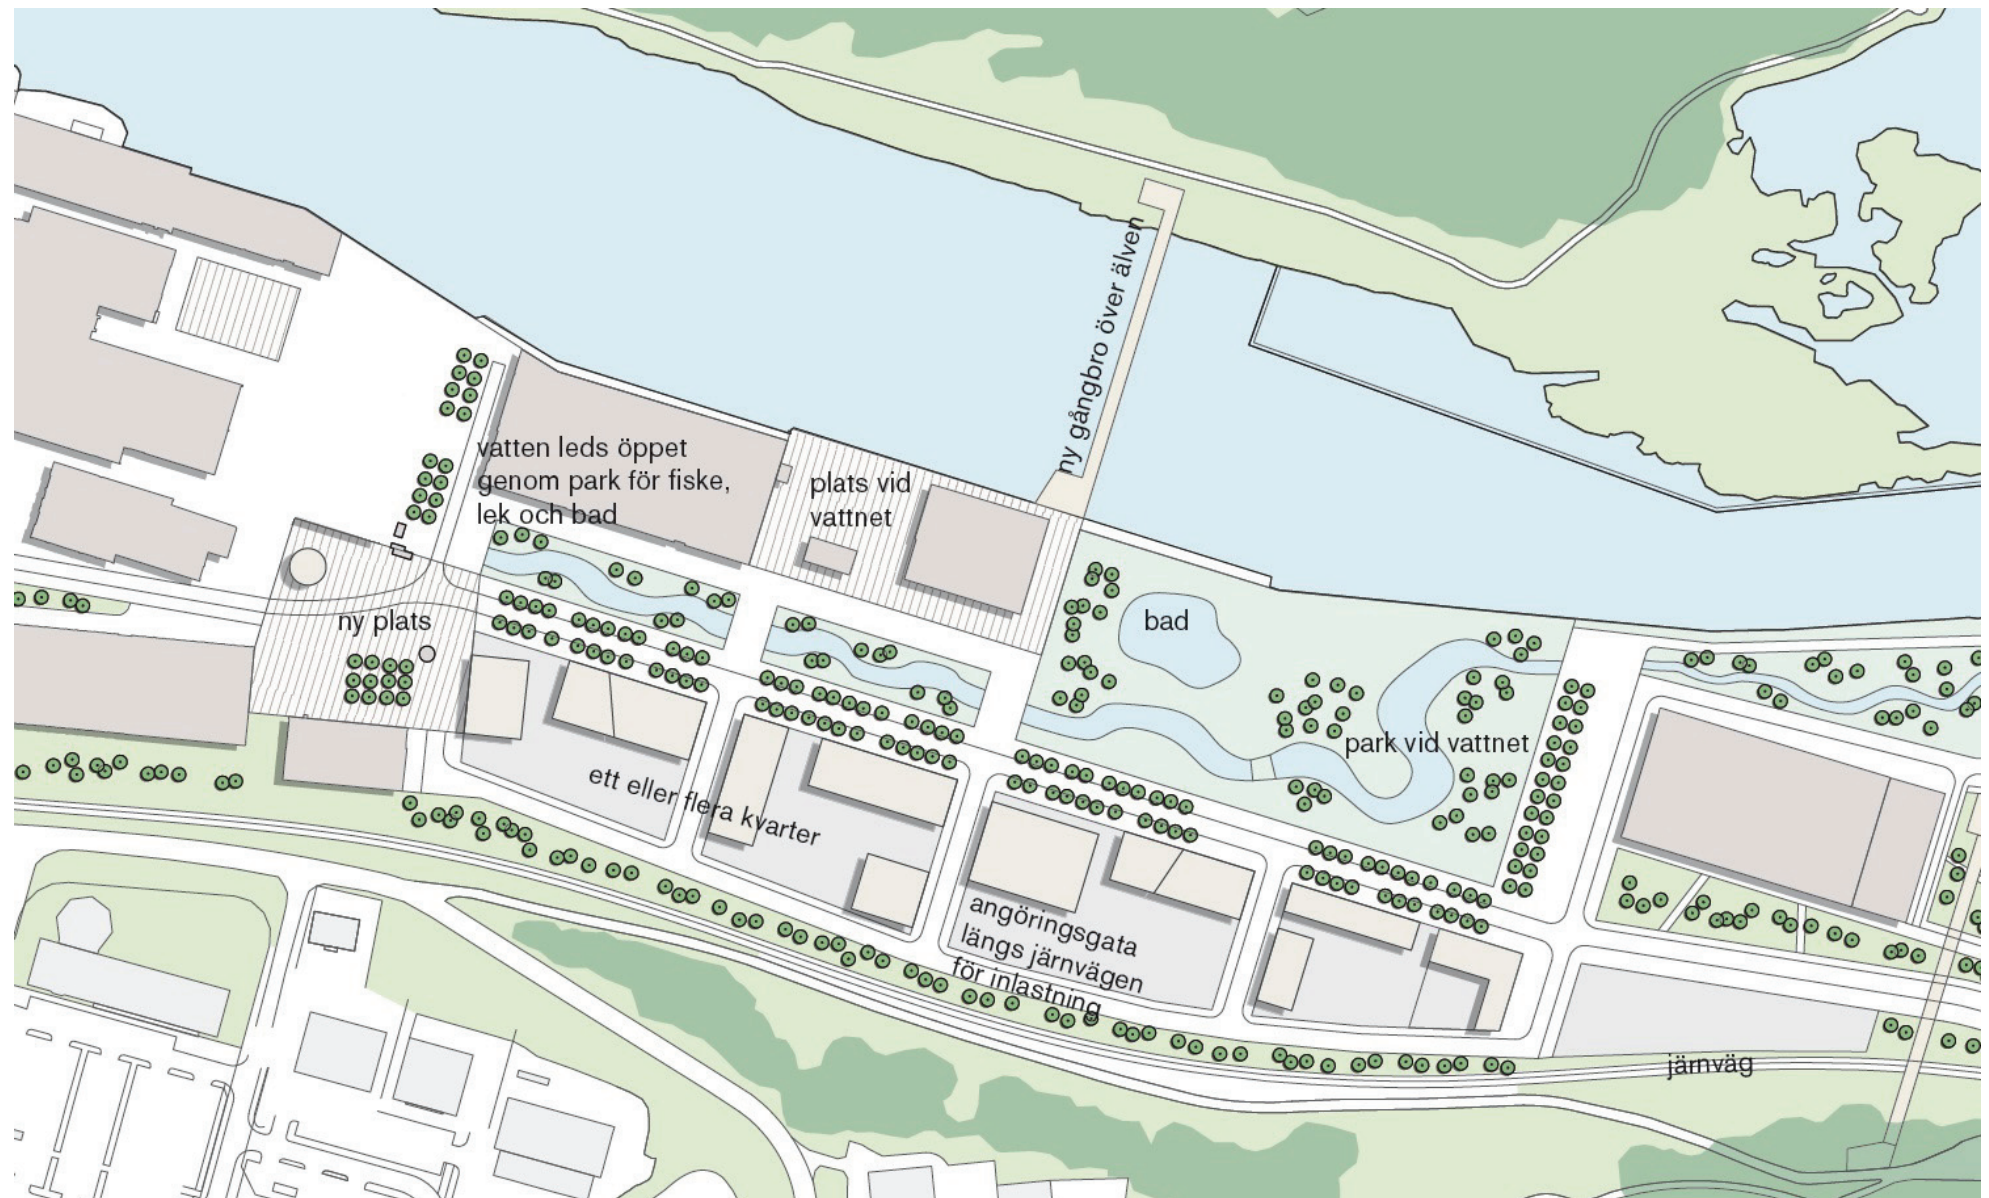 ny gångbro över älven
vatten leds öppet
genom park för fiske,
lek och bad
plats vid
vattnet
ny plats
bad
park vid vattnet
ett eller flera kvarter
angöringsgata
längs järnvägen
för inlastning
järnväg